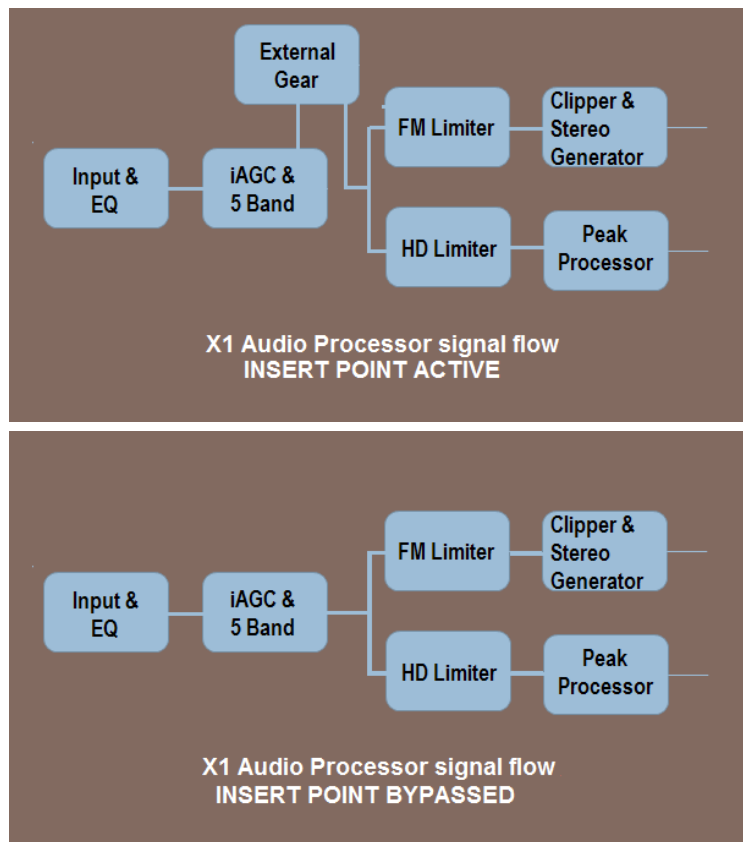 External
Gear
FM Limiter
Clipper &
Stereo
Generator
Input &
EQ
iAGC &
5 Band
HD Limiter
Peak
Processor
X1 Audio Processor signal flow
INSERT POINT ACTIVE
FM Limiter
Clipper &
Stereo
Generator
Input &
EQ
iAGC &
5 Band
HD Limiter
Peak
Processor
X1 Audio Processor signal flow
INSERT POINT BYPASSED